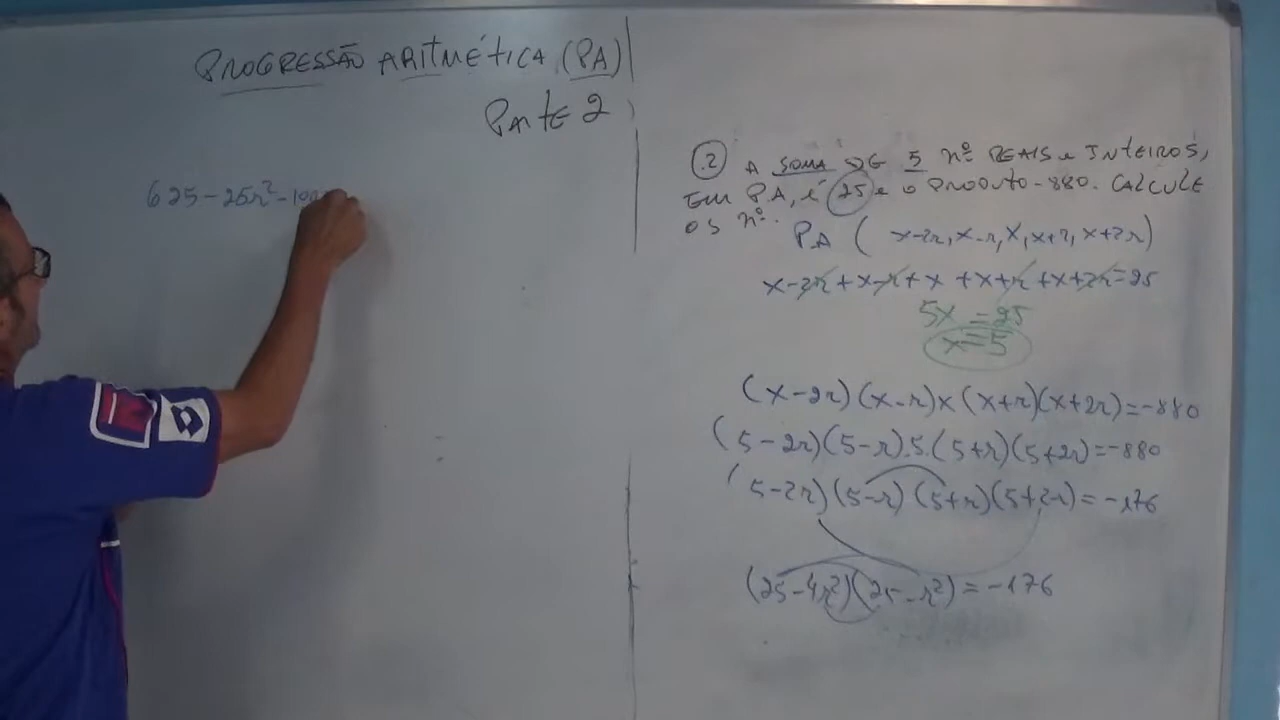 PROGRESSÃO ARITMÉTICA (PA)
PARTE 2
625-25r²-100
② A SOMA DE 5 nºˢ REAIS e INTEIROS,
EM P.A, É 25 e o PRODUTO -880. CALCULE
OS nºˢ.
P.A ( x-2r, x-r, x, x+r, x+2r)
x-2r+x-r+x +x+r+x+2r=25
5x = 25
x=5
(x-2r)(x-r)x(x+r)(x+2r)=-880
(5-2r)(5-r).5.(5+r)(5+2r)=-880
(5-2r)(5-r)(5+r)(5+2r)=-176
(25-4r²)(25-r²)=-176